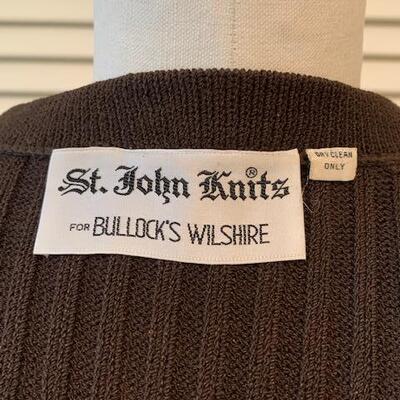 St. John Knits®
FOR BULLOCK'S WILSHIRE
DRY CLEAN
ONLY